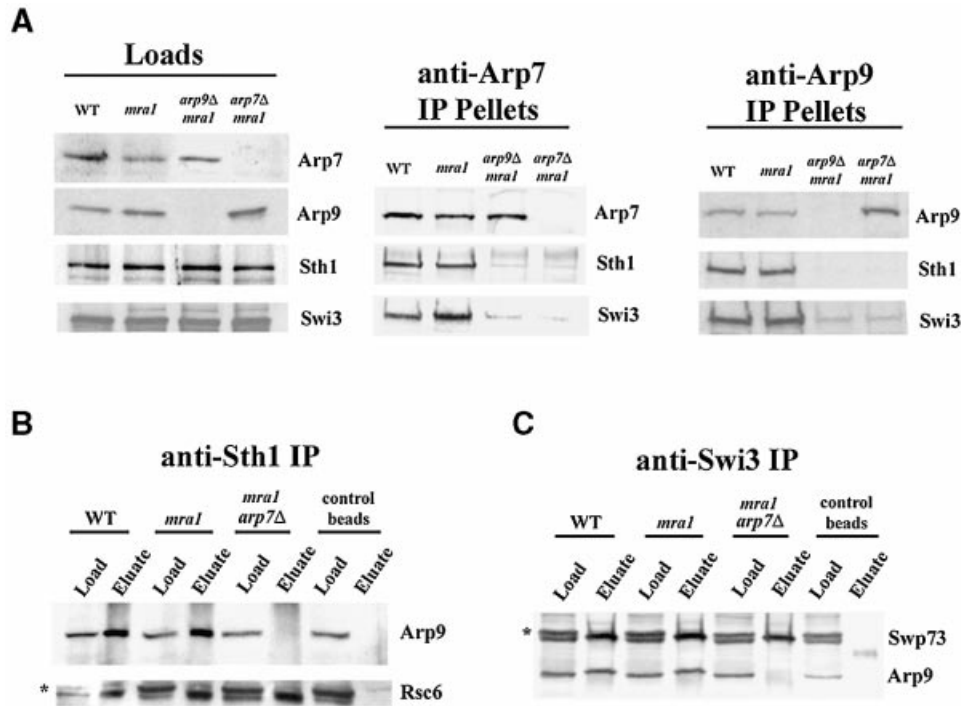 A
Loads
WT mra1 arp9Δ mra1 arp7Δ mra1
Arp7
Arp9
Sth1
Swi3
anti-Arp7
IP Pellets
WT mra1 arp9Δ mra1 arp7Δ mra1
Arp7
Sth1
Swi3
anti-Arp9
IP Pellets
WT mra1 arp9Δ mra1 arp7Δ mra1
Arp9
Sth1
Swi3
B
anti-Sth1 IP
WT mra1 mra1 arp7Δ control beads
Load Eluate Load Eluate Load Eluate Load Eluate
Arp9
* Rsc6
C
anti-Swi3 IP
WT mra1 mra1 arp7Δ control beads
Load Eluate Load Eluate Load Eluate Load Eluate
* Swp73
Arp9